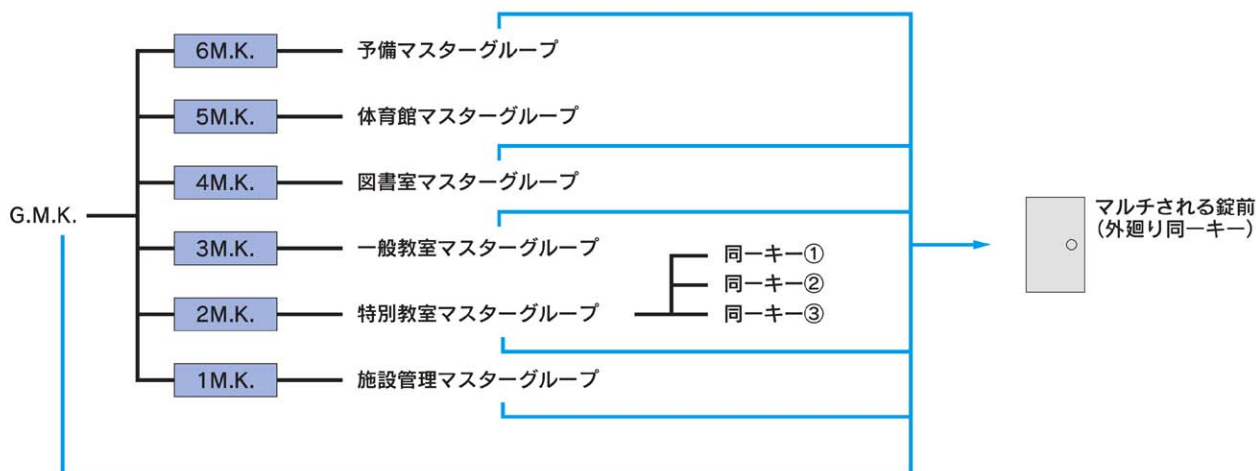 6M.K. 予備マスターグループ
5M.K. 体育館マスターグループ
4M.K. 図書室マスターグループ
G.M.K.
マルチされる錠前
(外廻り同一キー)
3M.K. 一般教室マスターグループ
同一キー①
同一キー②
2M.K. 特別教室マスターグループ
同一キー③
1M.K. 施設管理マスターグループ